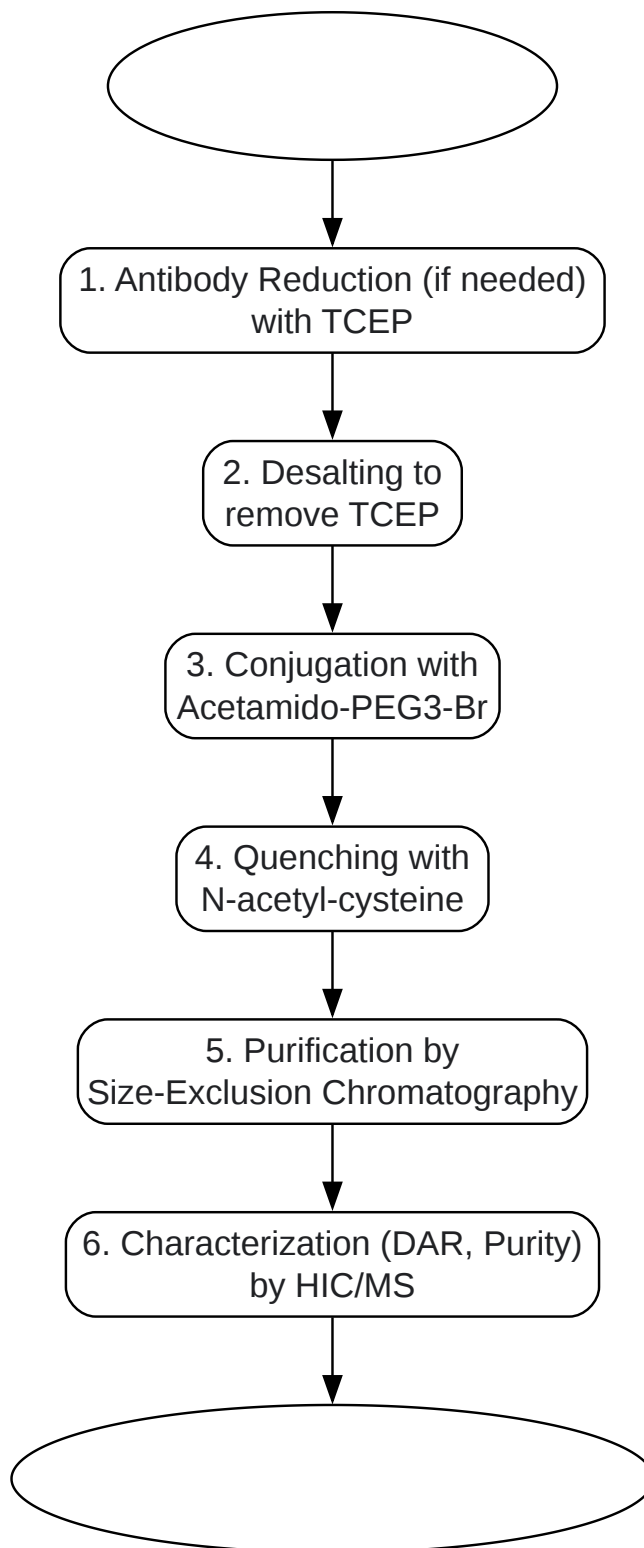 1. Antibody Reduction (if needed)
with TCEP
2. Desalting to
remove TCEP
3. Conjugation with
Acetamido-PEG3-Br
4. Quenching with
N-acetyl-cysteine
5. Purification by
Size-Exclusion Chromatography
6. Characterization (DAR, Purity)
by HIC/MS